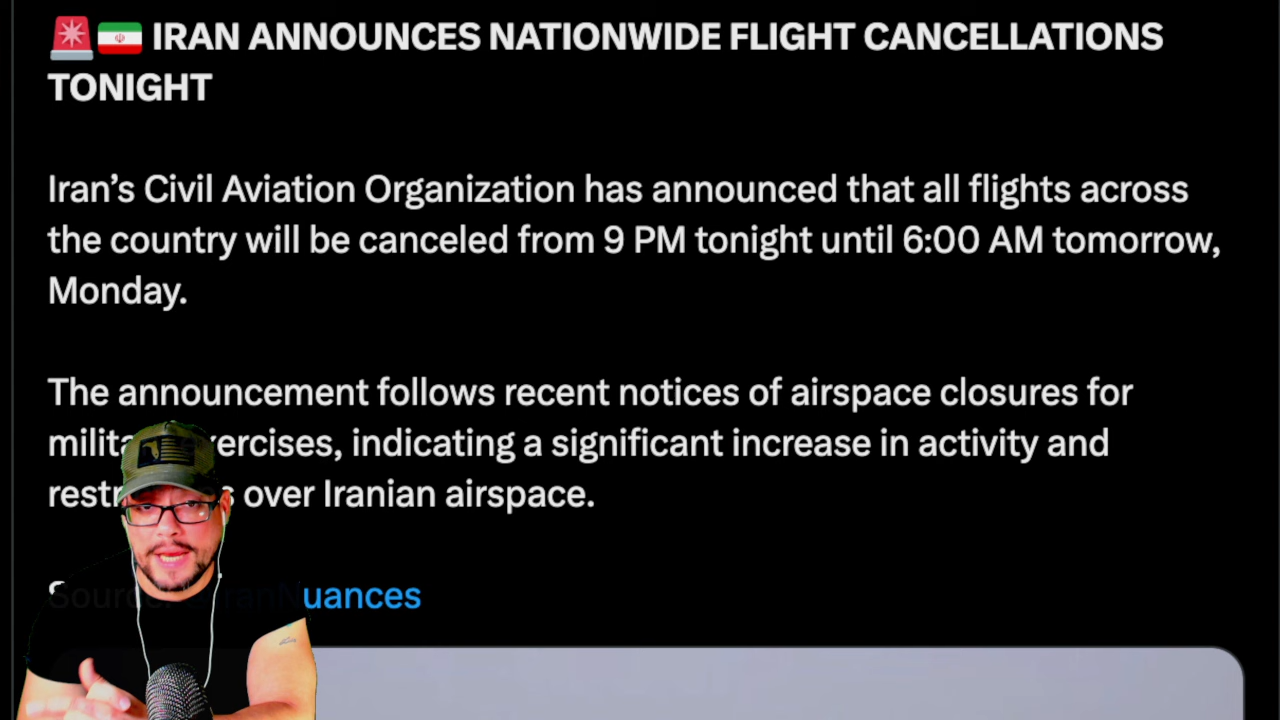 🚨🇮🇷 IRAN ANNOUNCES NATIONWIDE FLIGHT CANCELLATIONS
TONIGHT
Iran’s Civil Aviation Organization has announced that all flights across
the country will be canceled from 9 PM tonight until 6:00 AM tomorrow,
Monday.
The announcement follows recent notices of airspace closures for
indicating a significant increase in activity and
over Iranian airspace.